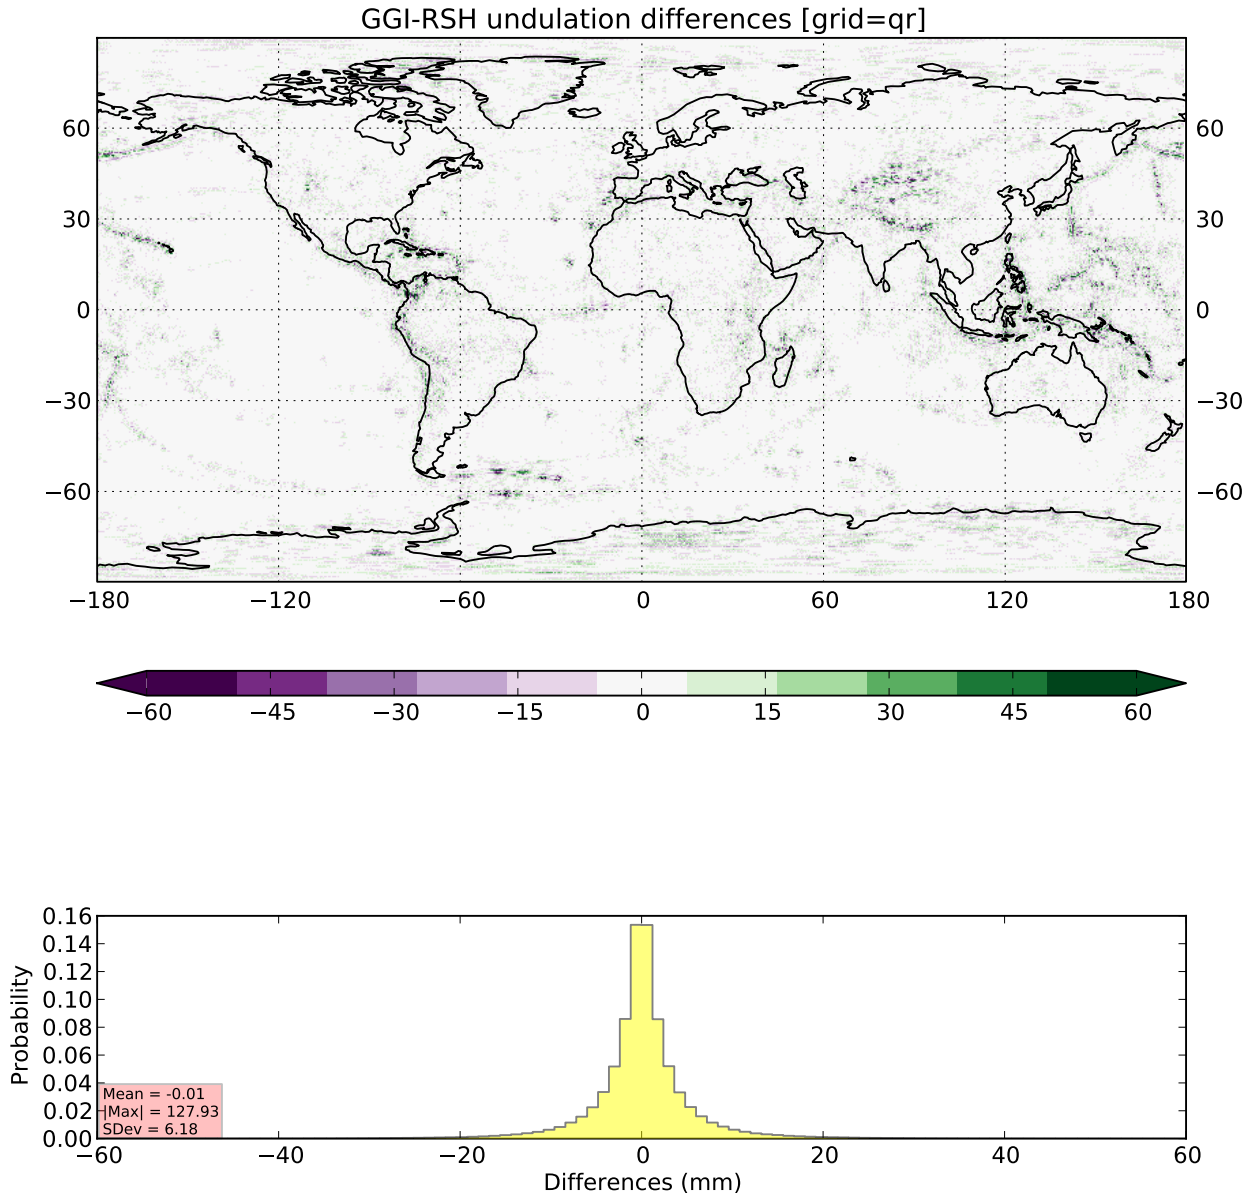 GGI-RSH undulation differences [grid=qr]
60 60
30 30
0 0
−30 −30
−60 −60
−180 −120 −60 0 60 120 180
−60 −45 −30 −15 0 15 30 45 60
0.16
0.14
0.12
0.10
0.08
0.06
0.04
0.02
0.00
Probability
Mean = -0.01
|Max| = 127.93
SDev = 6.18
−60 −40 −20 0 20 40 60
Differences (mm)